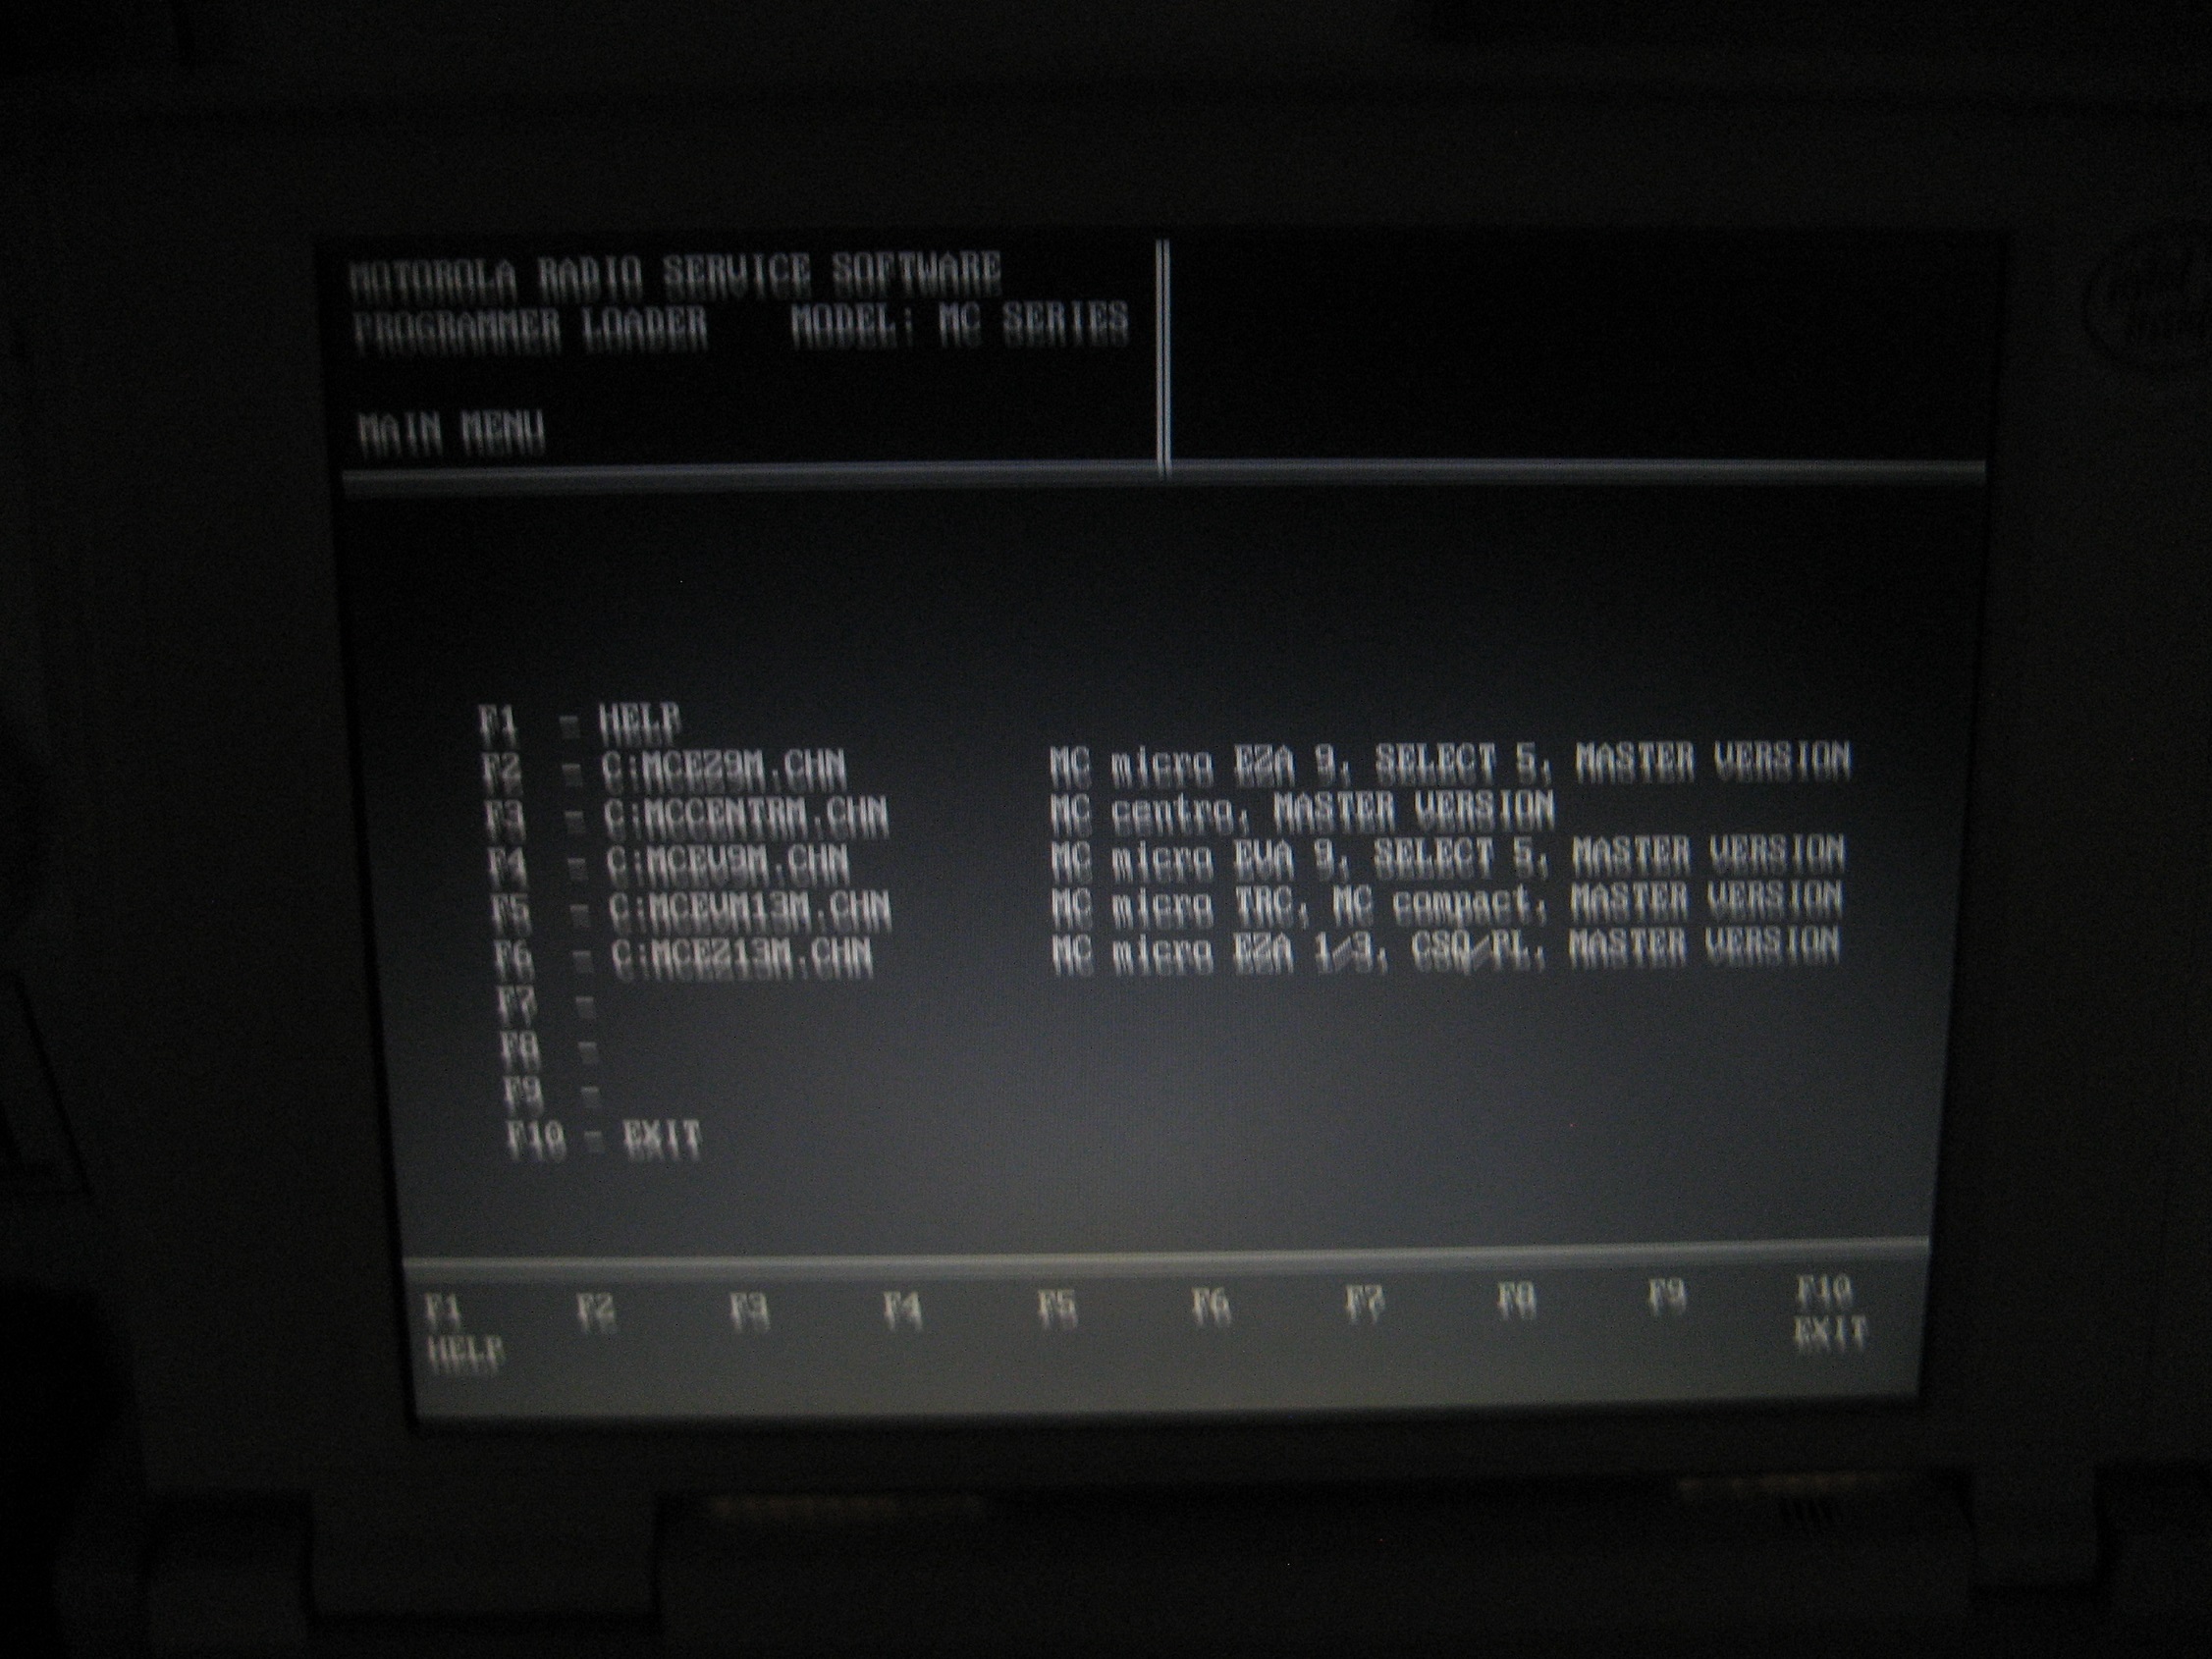 MOTOROLA RADIO SERVICE SOFTWARE
PROGRAMMER LOADER MODEL: MC SERIES
MAIN MENU
F1 - HELP
F2 - C:MCEZ9M.CHN MC micro EZA 9, SELECT 5, MASTER VERSION
F3 - C:MCCENTRM.CHN MC centro, MASTER VERSION
F4 - C:MCEV9M.CHN MC micro EVA 9, SELECT 5, MASTER VERSION
F5 - C:MCEVM13M.CHN MC micro TRC, MC compact, MASTER VERSION
F6 - C:MCEZ13M.CHN MC micro EZA 1/3, CSQ/PL, MASTER VERSION
F7 -
F8 -
F9 -
F10 - EXIT
F1 F2 F3 F4 F5 F6 F7 F8 F9 F10
HELP EXIT